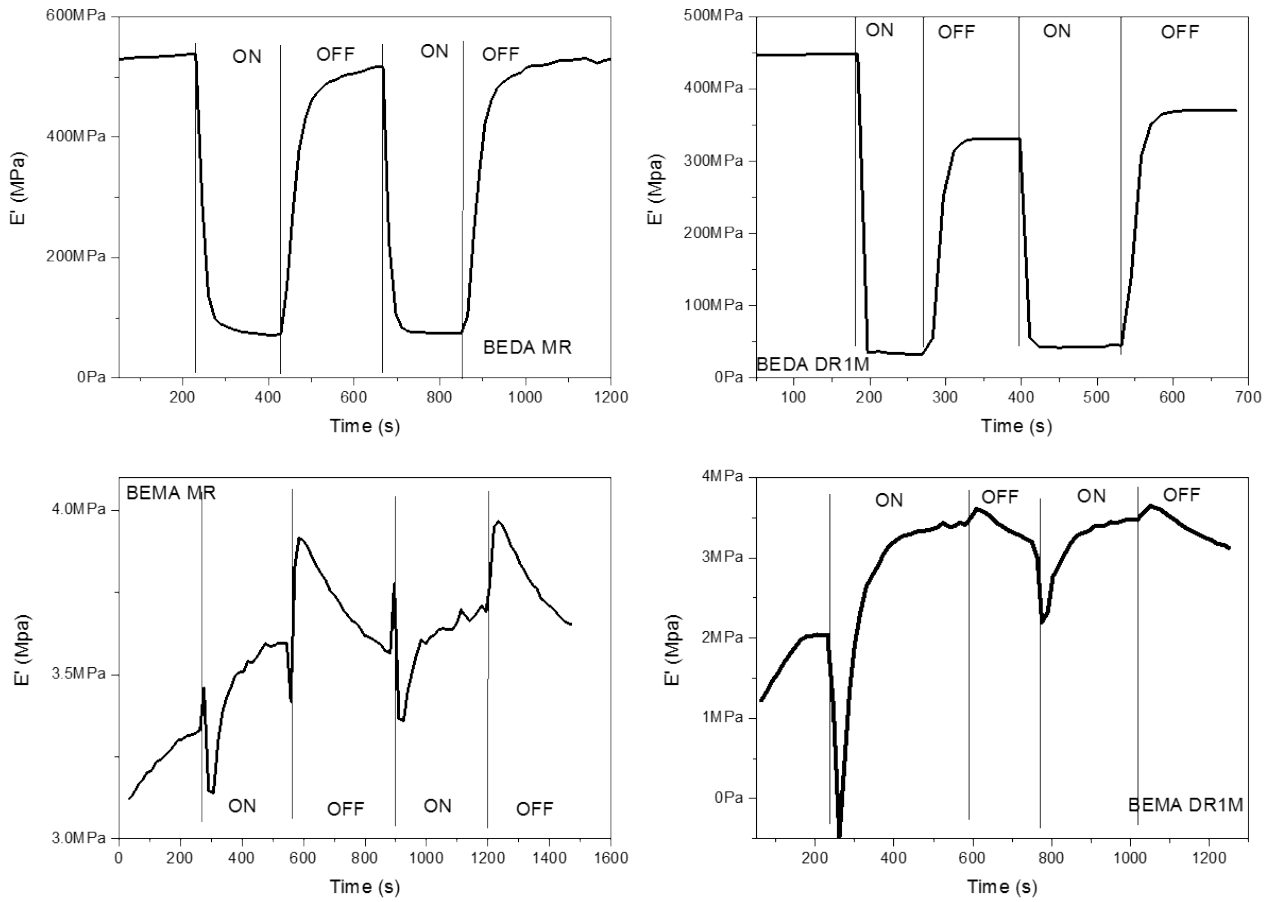 600MPa
400MPa
200MPa
0Pa
E' (MPa)
ON
OFF
ON
OFF
BEDA MR
200
400
600
800
1000
1200
Time (s)
500MPa
400MPa
300MPa
200MPa
100MPa
0Pa
E' (Mpa)
ON
OFF
ON
OFF
BEDA DR1M
100
200
300
400
500
600
700
Time (s)
BEMA MR
4.0MPa
3.5MPa
3.0MPa
E' (Mpa)
ON
OFF
ON
OFF
0
200
400
600
800
1000
1200
1400
1600
Time (s)
4MPa
3MPa
2MPa
1MPa
0Pa
E' (Mpa)
ON
OFF
ON
OFF
BEMA DR1M
200
400
600
800
1000
1200
Time (s)